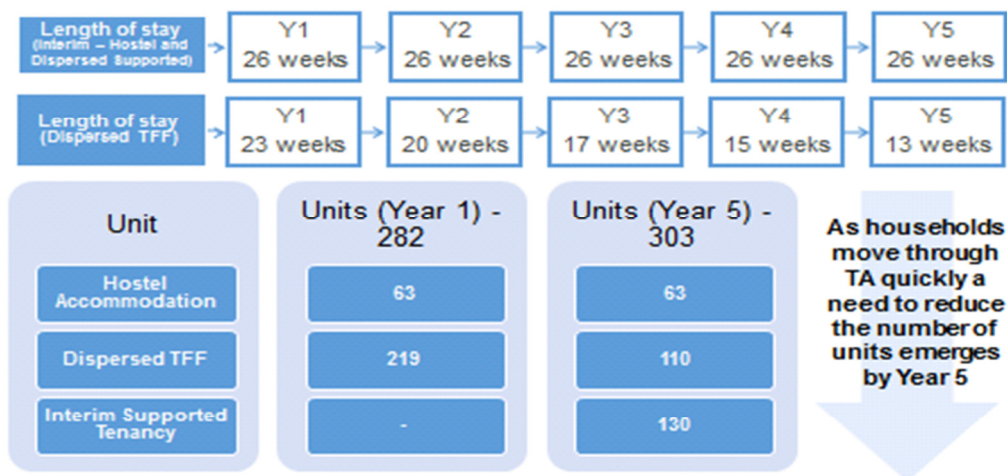 Length of stay
(Interim – Hostel and
Dispersed Supported)
Y1
26 weeks
Y2
26 weeks
Y3
26 weeks
Y4
26 weeks
Y5
26 weeks
Length of stay
(Dispersed TFF)
Y1
23 weeks
Y2
20 weeks
Y3
17 weeks
Y4
15 weeks
Y5
13 weeks
Unit
Hostel
Accommodation
Dispersed TFF
Interim Supported
Tenancy
Units (Year 1) -
282
63
219
-
Units (Year 5) -
303
63
110
130
As households
move through
TA quickly a
need to reduce
the number of
units emerges
by Year 5